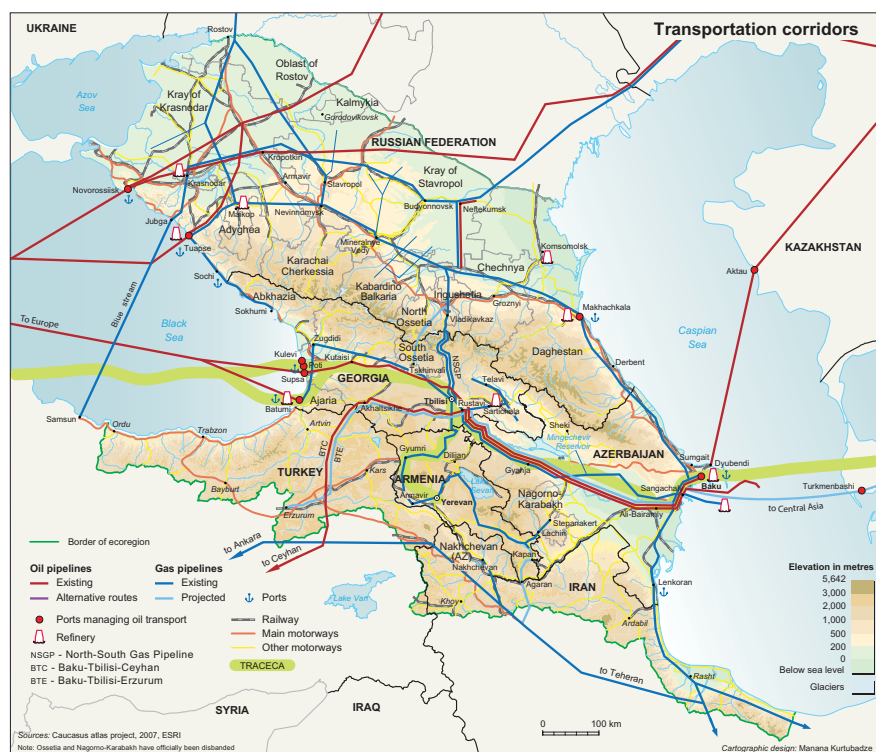 Transportation corridors
UKRAINE
Rostov
Oblast of
Rostov
Azov
Sea
Kray of
Krasnodar
Kalmykia
Gorodovikovsk
RUSSIAN FEDERATION
Kropotkin
Armavir
Stavropol
Kray of
Stavropol
Novorossiisk
Krasnodar
Maikop
Nevinnomysk
Budyonnovsk
Neftekumsk
Jubga
Adyghea
Tuapse
Mineralnye
Vody
Komsomolsk
KAZAKHSTAN
Karachai
Cherkessia
Chechnya
Aktau
Sochi
Kabardino
Balkaria
Ingushetia
Groznyi
Abkhazia
North
Ossetia
Makhachkala
Sokhumi
Vladikavkaz
Blue stream
To Europe
Black
Sea
Caspian
Sea
Zugdidi
South
Ossetia
NSGP
Daghestan
Kulevi
Poti
Kutaisi
Tskhinvali
Derbent
Supsa
GEORGIA
Telavi
Tbilisi
Rustavi
Sartichala
Batumi
Ajaria
Akhaltsikhe
Samsun
Ordu
Trabzon
Artvin
Sheki
Mingechevir
Reservoir
BTC
BTE
Gyumri
Dilijan
AZERBAIJAN
Sumgait
Dyubendi
TURKEY
Kars
ARMENIA
Gyanja
Baku
Bayburt
Lake
Sevan
Sangachal
Turkmenbashi
Armavir
Yerevan
Nagorno-
Karabakh
to Central Asia
Erzurum
Stepanakert
Ali-Bairamly
Lachin
to Ankara
to Ceyhan
Nakhchevan
(AZ)
Kapan
Nakhchevan
Agaran
IRAN
Lenkoran
Lake Van
Khoy
Ardabil
to Teheran
Rasht
SYRIA
IRAQ
Border of ecoregion
Oil pipelines
Existing
Alternative routes
Ports managing oil transport
Refinery
Gas pipelines
Existing
Projected
Ports
Railway
Main motorways
Other motorways
TRACECA
NSGP - North-South Gas Pipeline
BTC - Baku-Tbilisi-Ceyhan
BTE - Baku-Tbilisi-Erzurum
Elevation in metres
5,642
3,000
2,000
1,000
500
200
0
Below sea level
Glaciers
0 100 km
Sources: Caucasus atlas project, 2007, ESRI
Note: Ossetia and Nagorno-Karabakh have officially been disbanded
Cartographic design: Manana Kurtubadze